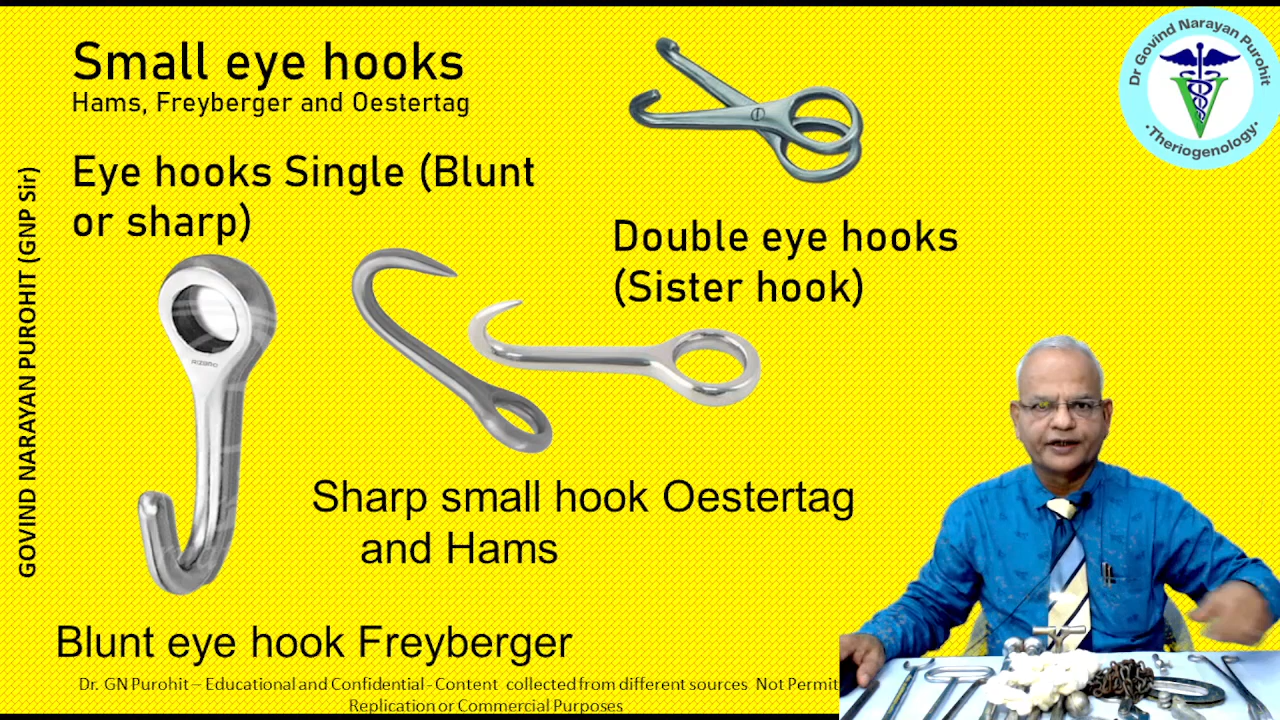 Small eye hooks
Hams, Freyberger and Oestertag
Eye hooks Single (Blunt
or sharp)
Double eye hooks
(Sister hook)
Sharp small hook Oestertag
and Hams
Blunt eye hook Freyberger
Dr. GN Purohit – Educational and Confidential - Content collected from different sources Not Permit
Replication or Commercial Purposes
GOVIND NARAYAN PUROHIT (GNP Sir)
Dr Govind Narayan Purohit
•Theriogenology•
V